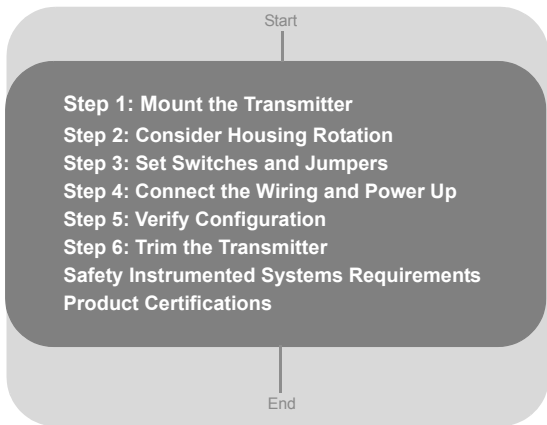 Start
Step 1: Mount the Transmitter
Step 2: Consider Housing Rotation
Step 3: Set Switches and Jumpers
Step 4: Connect the Wiring and Power Up
Step 5: Verify Configuration
Step 6: Trim the Transmitter
Safety Instrumented Systems Requirements
Product Certifications
End